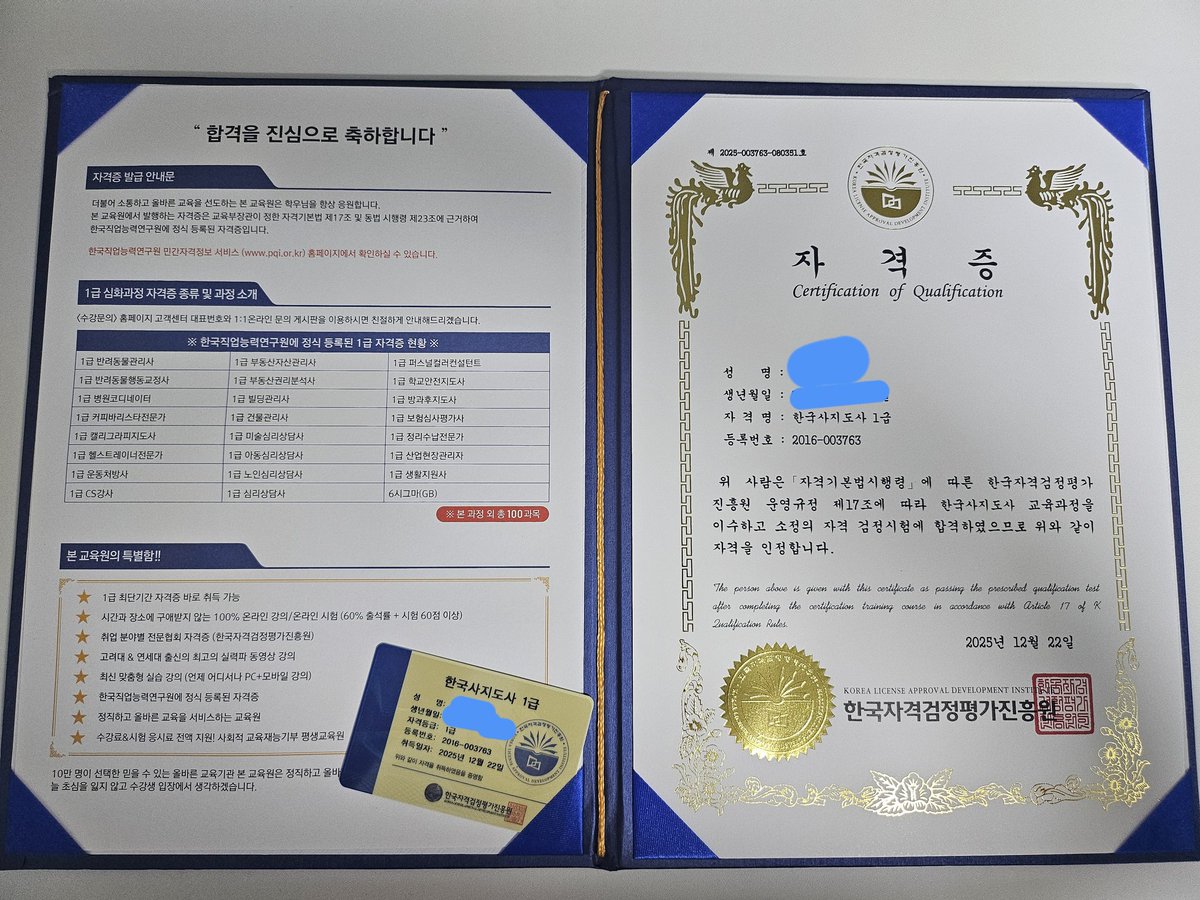 “ 합격을 진심으로 축하합니다 ”
자격증 발급 안내문
더불어 소통하고 올바른 교육을 선도하는 본 교육원은 학우님을 항상 응원합니다.
본 교육원에서 발행하는 자격증은 교육부장관이 정한 자격기본법 제17조 및 동법 시행령 제23조에 근거하여
한국직업능력연구원에 정식 등록된 자격증입니다.
한국직업능력연구원 민간자격정보 서비스 (www.pqi.or.kr) 홈페이지에서 확인하실 수 있습니다.
1급 심화과정 자격증 종류 및 과정 소개
<수강문의> 홈페이지 고객센터 대표번호와 1:1온라인 문의 게시판을 이용하시면 친절하게 안내해드리겠습니다.
※ 한국직업능력연구원에 정식 등록된 1급 자격증 현황 ※
1급 반려동물관리사 1급 부동산자산관리사 1급 퍼스널컬러컨설턴트
1급 반려동물행동교정사 1급 부동산권리분석사 1급 학교안전지도사
1급 병원코디네이터 1급 빌딩관리사 1급 방과후지도사
1급 커피바리스타전문가 1급 건물관리사 1급 보험심사평가사
1급 캘리그라피지도사 1급 미술심리상담사 1급 정리수납전문가
1급 헬스트레이너전문가 1급 아동심리상담사 1급 산업현장관리자
1급 운동처방사 1급 노인심리상담사 1급 생활지원사
1급 CS강사 1급 심리상담사 6시그마(GB)
※ 본 과정 외 총 100과목
본 교육원의 특별함!!
1급 최단기간 자격증 바로 취득 가능
시간과 장소에 구애받지 않는 100% 온라인 강의/온라인 시험 (60% 출석률 + 시험 60점 이상)
취업 분야별 전문협회 자격증 (한국자격검정평가진흥원)
고려대 & 연세대 출신의 최고의 실력파 동영상 강의
최신 맞춤형 실습 강의 (언제 어디서나 PC+모바일 강의)
한국직업능력연구원에 정식 등록된 자격증
정직하고 올바른 교육을 서비스하는 교육원
수강료&시험 응시료 전액 지원! 사회적 교육재능기부 평생교육원
10만 명이 선택한 믿을 수 있는 올바른 교육기관 본 교육원은 정직하고 올바
늘 초심을 잃지 않고 수강생 입장에서 생각하겠습니다.
한국사지도사 1급
성 명:
생년월일:
자격등급: 1급
등록번호: 2016-003763
취득일자: 2025년 12월 22일
위와 같이 자격을 취득하였음을 증명함
한국자격검정평가진흥원
제 2025-003763-080351호
한국자격검정평가진흥원
KOREA LICENSE APPROVAL DEVELOPMENT INSTITUTE
자 격 증
Certification of Qualification
성 명 :
생년월일 :
자 격 명 : 한국사지도사 1급
등록번호 : 2016-003763
위 사람은 「자격기본법시행령」에 따른 한국자격검정평가
진흥원 운영규정 제17조에 따라 한국사지도사 교육과정을
이수하고 소정의 자격 검정시험에 합격하였으므로 위와 같이
자격을 인정합니다.
The person above is given with this certificate as passing the prescribed qualification test
after completing the certification training course in accordance with Article 17 of K
Qualification Rules.
2025년 12월 22일
KOREA LICENSE APPROVAL DEVELOPMENT INSTI
한국자격검정평가진흥원